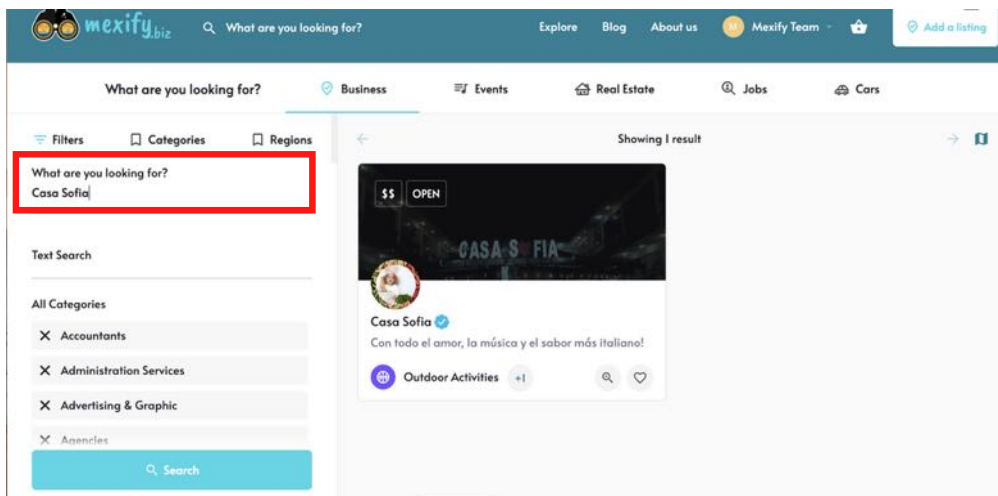 mexify.biz
What are you looking for?
Explore Blog About us M Mexify Team Add a listing
What are you looking for? Business Events Real Estate Jobs Cars
Filters Categories Regions
Showing 1 result
What are you looking for?
Casa Sofia
Text Search
All Categories
Accountants
Administration Services
Advertising & Graphic
Agencies
Search
$$ OPEN
CASA SOFIA
Casa Sofia
Con todo el amor, la música y el sabor más italiano!
Outdoor Activities +1